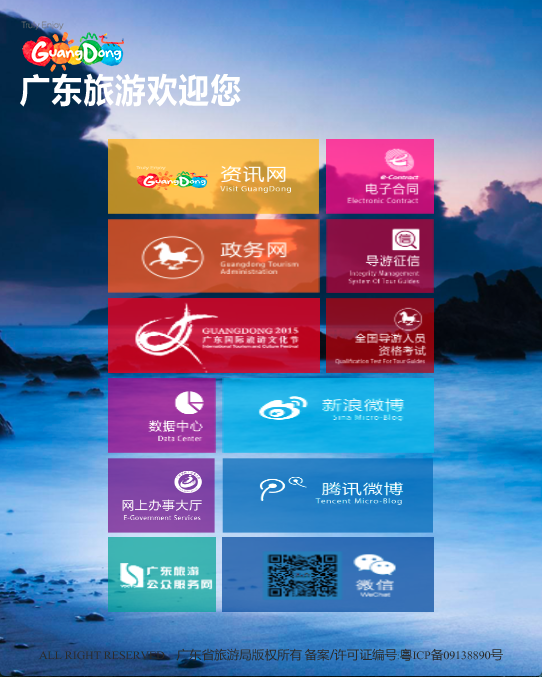 Truly Enjoy
GuangDong
广东旅游欢迎您
GuangDong
资讯网
Visit GuangDong
e-Contract
电子合同
Electronic Contract
政务网
Guangdong Tourism
Administration
信
导游征信
Integrity Management
System Of Tour Guides
GUANGDONG 2015
广东国际旅游文化节
International Tourism and Culture Festival
全国导游人员
资格考试
Qualification Test For Tour Guides
数据中心
Data Center
新浪微博
Sina Micro-Blog
网上办事大厅
E-Government Services
腾讯微博
Tencent Micro-Blog
广东旅游
公众服务网
微信
WeChat
ALL RIGHT RESERVED 广东省旅游局版权所有 备案/许可证编号:粤ICP备09138890号